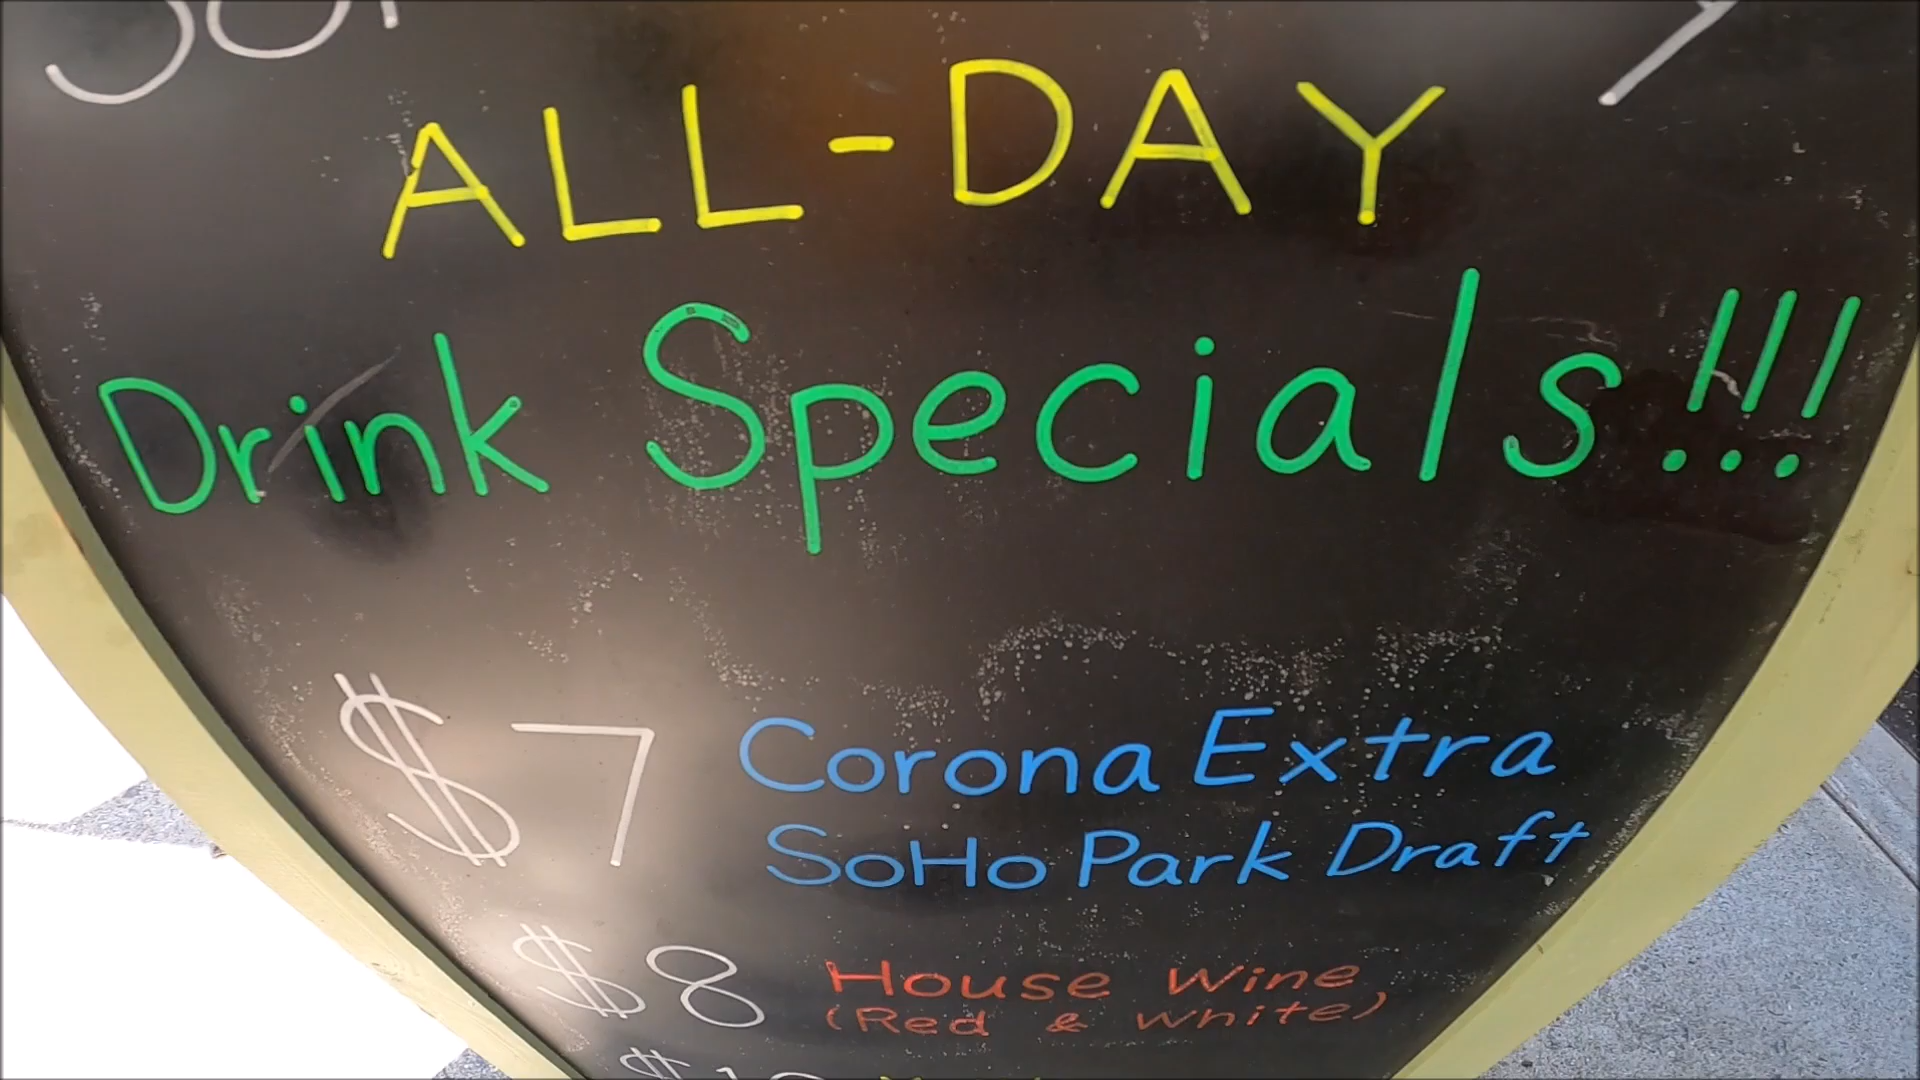 ALL-DAY
Drink Specials!!!
$7 Corona Extra
SoHo Park Draft
$8 House Wine
(Red & White)